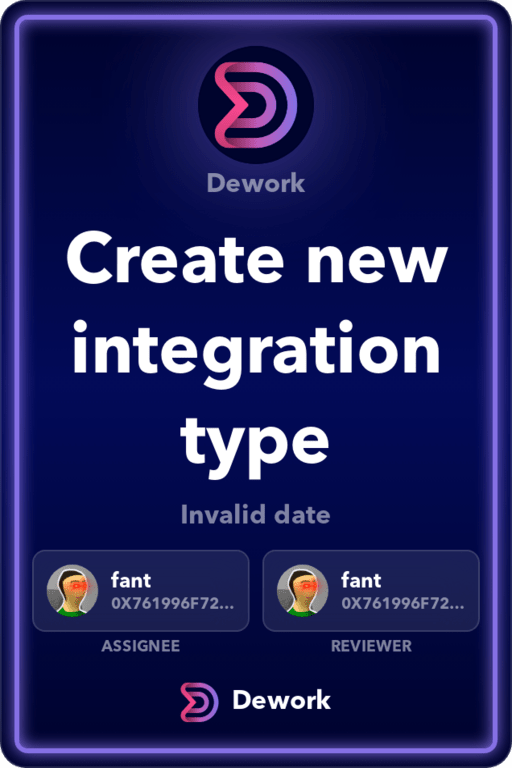 Dework
Create new
integration
type
Invalid date
fant
0X761996F72...
fant
0X761996F72...
ASSIGNEE
REVIEWER
Dework